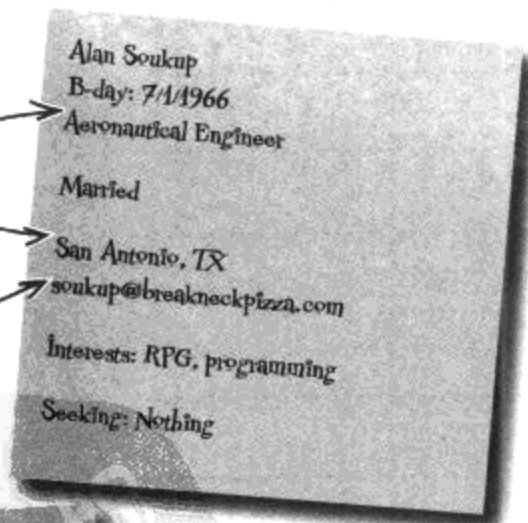 Alan Soukup
B-day: 7/1/1966
Aeronautical Engineer
Married
San Antonio, TX
soukup@breakneckpizza.com
Interests: RPG, programming
Seeking: Nothing